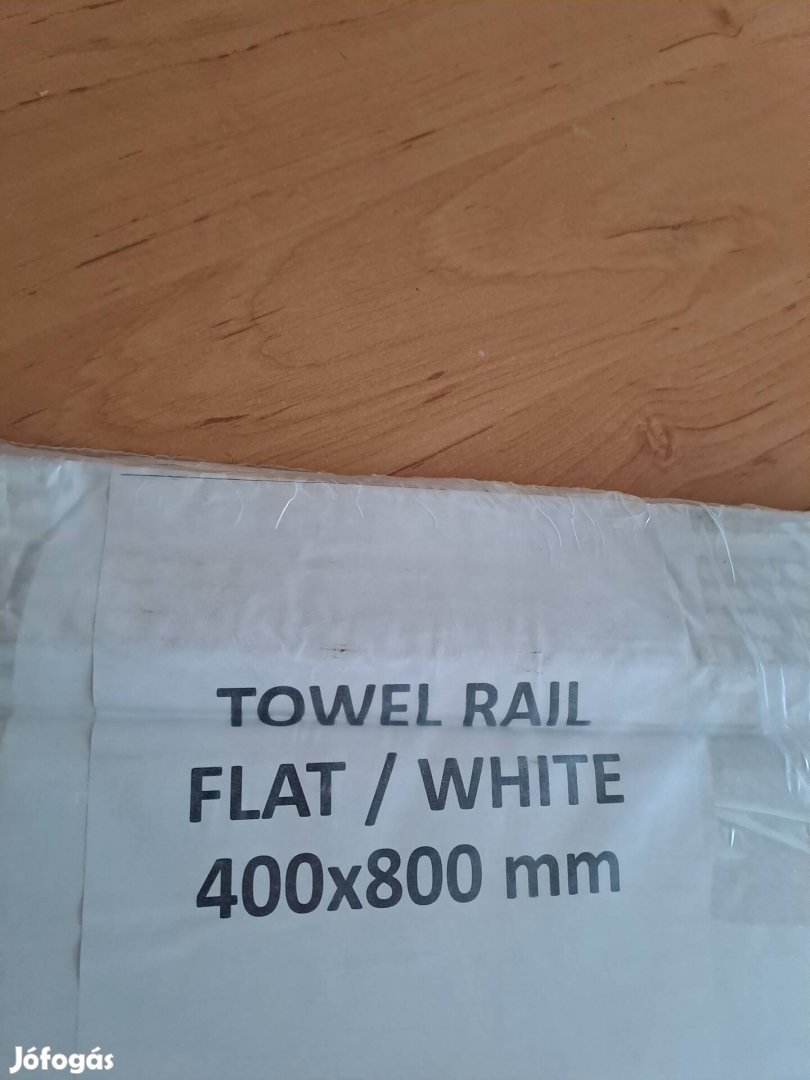 TOWEL RAIL
FLAT / WHITE
400x800 mm
Jófogás